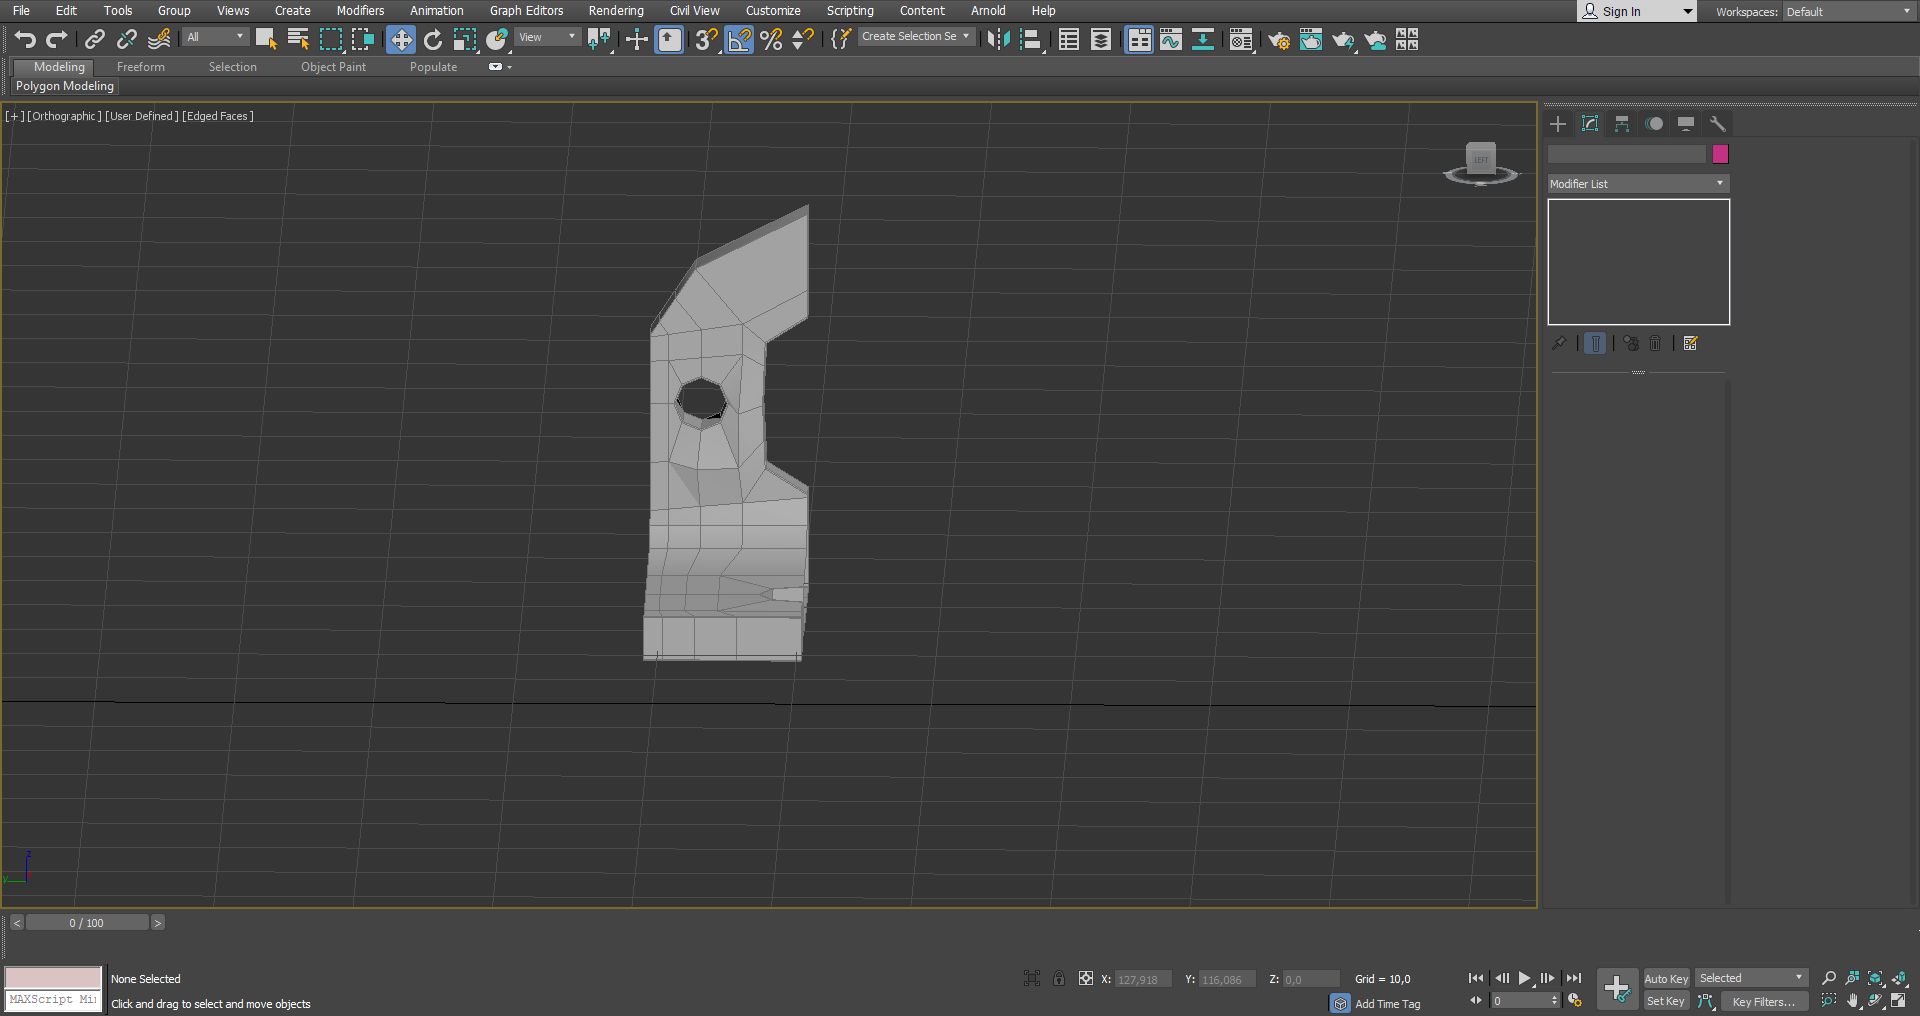 File Edit Tools Group Views Create Modifiers Animation Graph Editors Rendering Civil View Customize Scripting Content Arnold Help Sign In Workspaces: Default
All View Create Selection Se
Modeling Freeform Selection Object Paint Populate
Polygon Modeling
[+] [Orthographic] [User Defined] [Edged Faces]
LEFT
Modifier List
z
y
< 0 / 100 >
None Selected X: 127,918 Y: 116,086 Z: 0,0 Grid = 10,0 Auto Key Selected
MAXScript Mi Click and drag to select and move objects Add Time Tag 0 Set Key Key Filters...